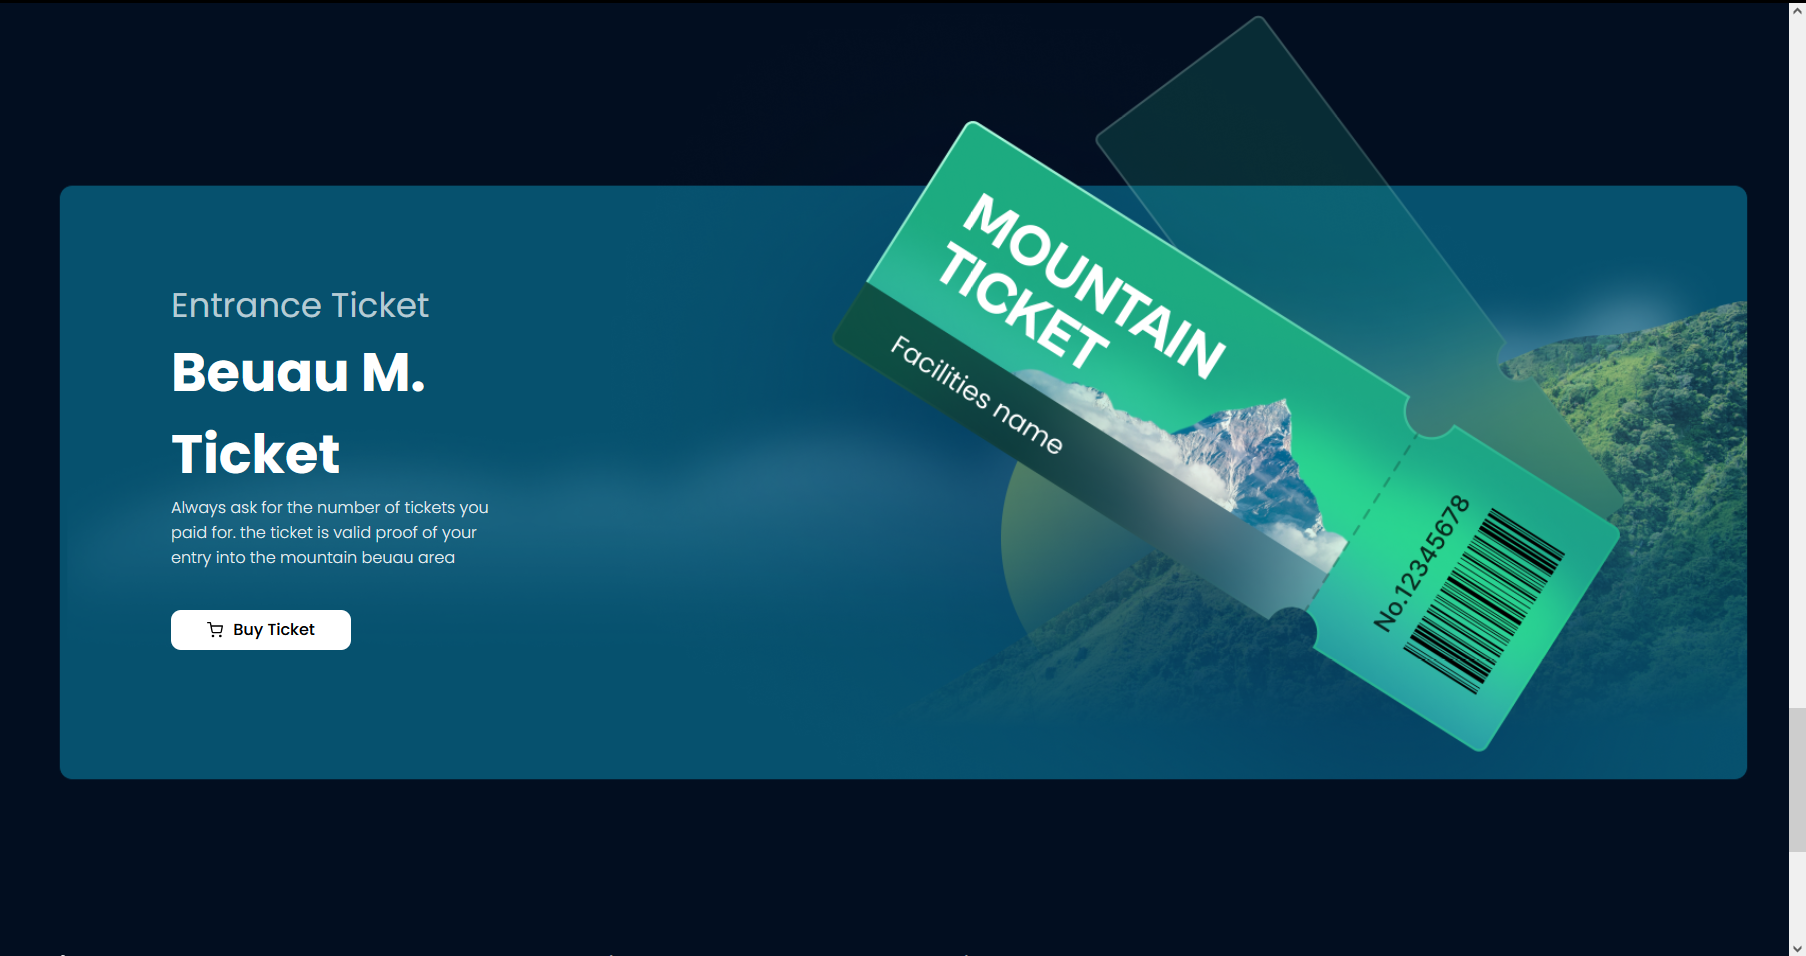 Entrance Ticket
Beuau M.
Ticket
Always ask for the number of tickets you
paid for. the ticket is valid proof of your
entry into the mountain beuau area
Buy Ticket
MOUNTAIN
TICKET
Facilities name
No.12345678